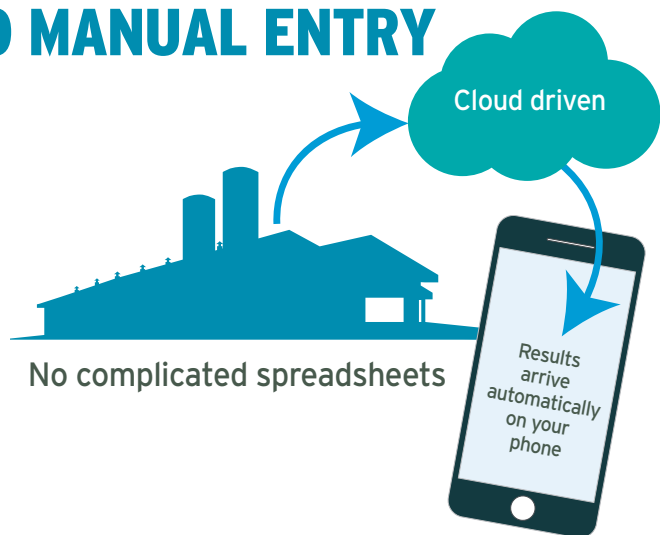 O MANUAL ENTRY
Cloud driven
No complicated spreadsheets
Results
arrive
automatically
on your
phone